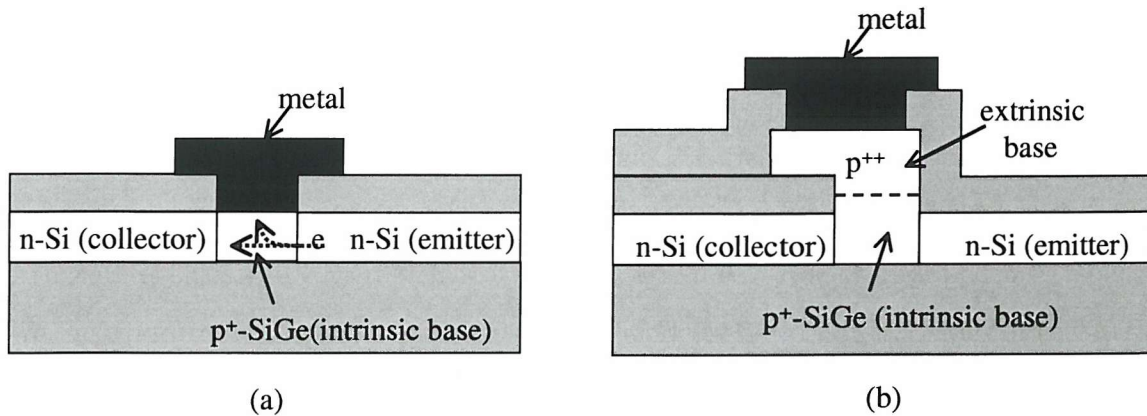 metal
n-Si (collector)
e
n-Si (emitter)
p⁺-SiGe(intrinsic base)
(a)
metal
extrinsic
base
p⁺⁺
n-Si (collector)
n-Si (emitter)
p⁺-SiGe (intrinsic base)
(b)